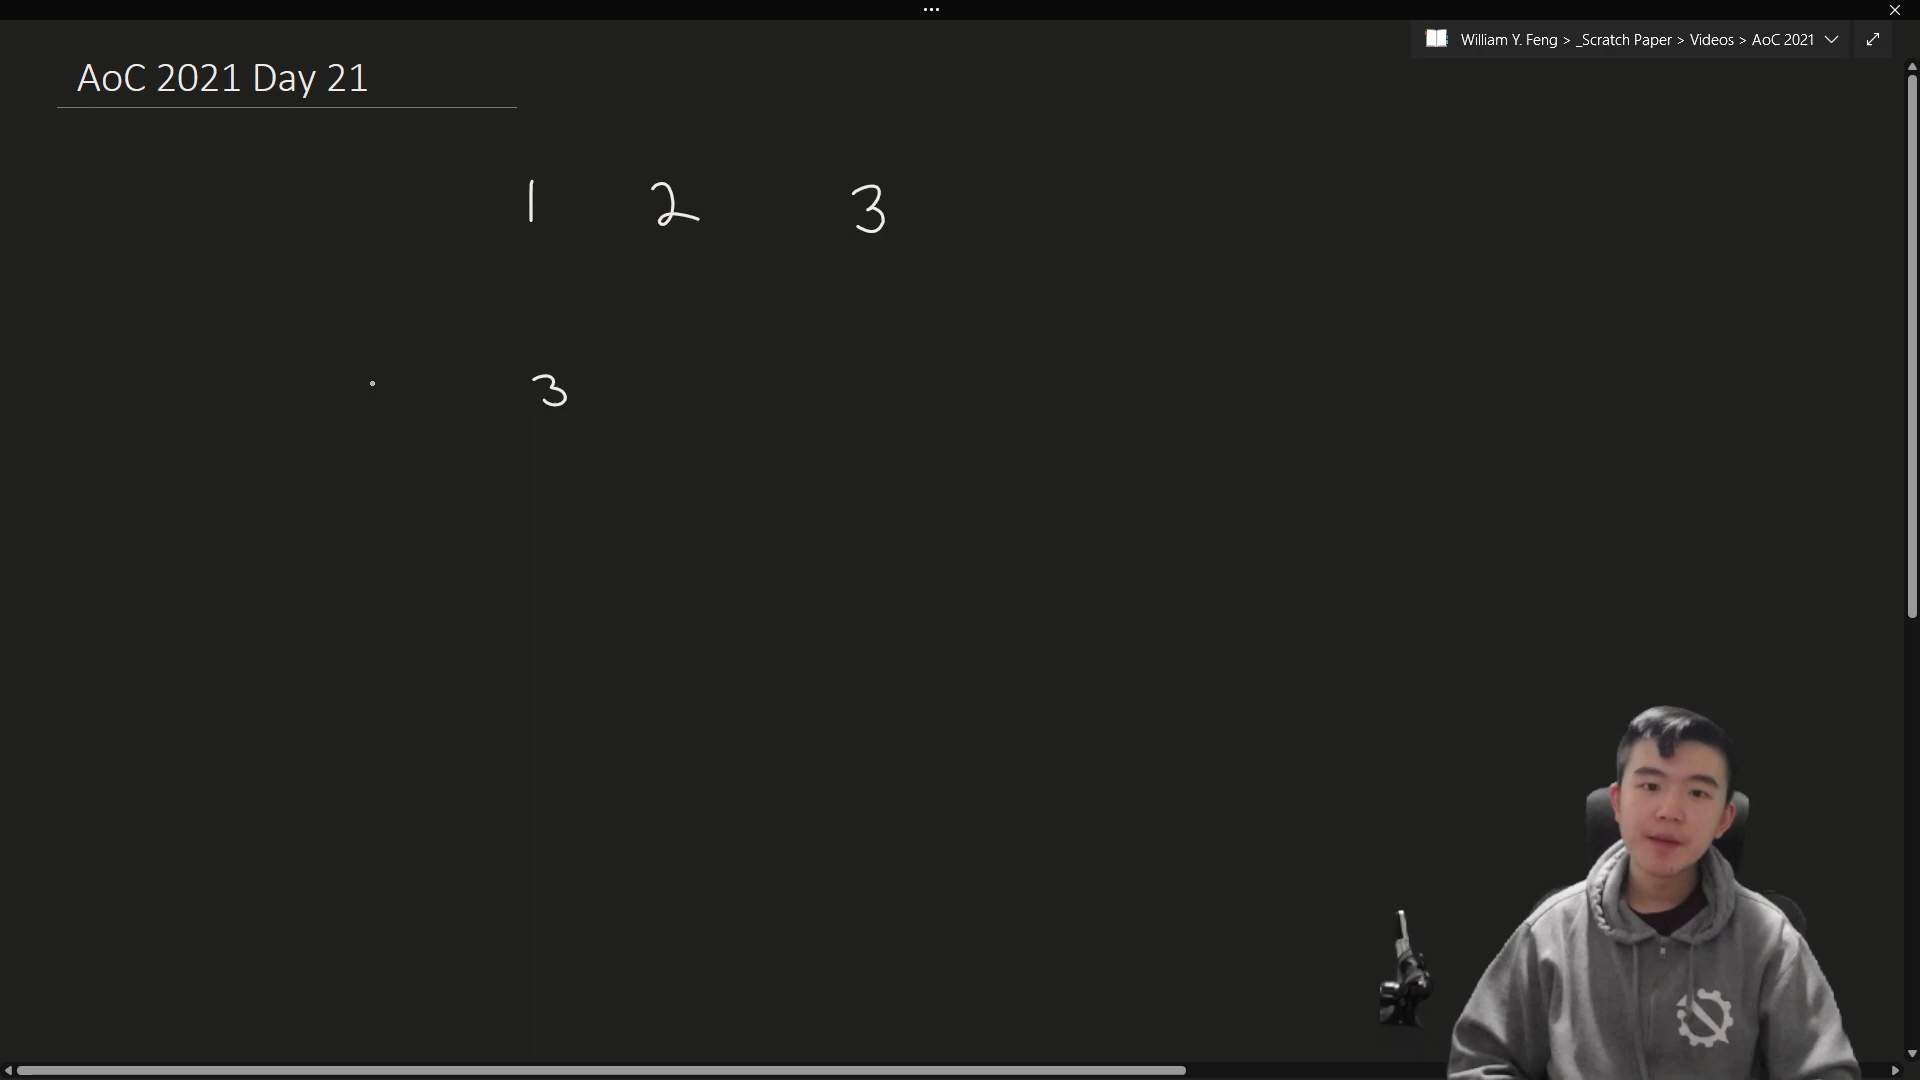 William Y. Feng > _Scratch Paper > Videos > AoC 2021
AoC 2021 Day 21
1 2 3
3